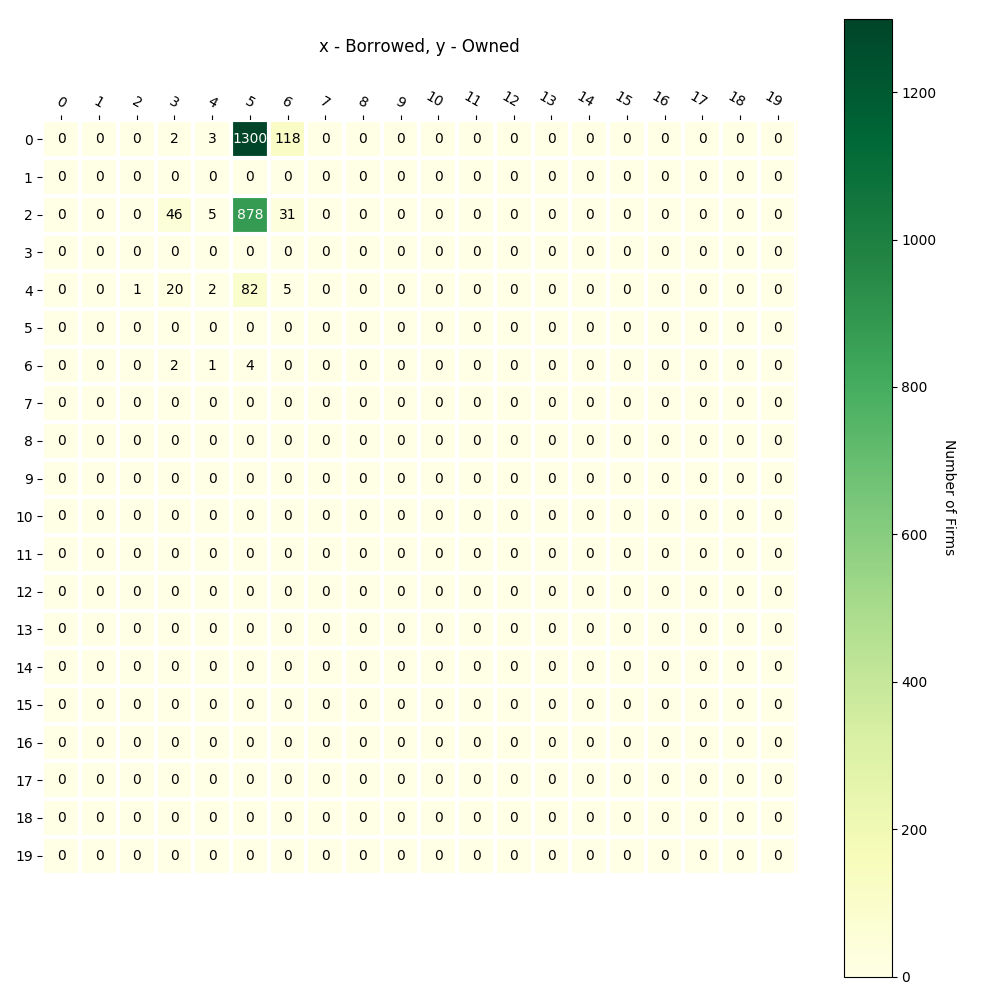 x - Borrowed, y - Owned
0 1 2 3 4 5 6 7 8 9 10 11 12 13 14 15 16 17 18 19
0 0 0 0 2 3 1300 118 0 0 0 0 0 0 0 0 0 0 0 0 0
1 0 0 0 0 0 0 0 0 0 0 0 0 0 0 0 0 0 0 0 0
2 0 0 0 46 5 878 31 0 0 0 0 0 0 0 0 0 0 0 0 0
3 0 0 0 0 0 0 0 0 0 0 0 0 0 0 0 0 0 0 0 0
4 0 0 1 20 2 82 5 0 0 0 0 0 0 0 0 0 0 0 0 0
5 0 0 0 0 0 0 0 0 0 0 0 0 0 0 0 0 0 0 0 0
6 0 0 0 2 1 4 0 0 0 0 0 0 0 0 0 0 0 0 0 0
7 0 0 0 0 0 0 0 0 0 0 0 0 0 0 0 0 0 0 0 0
8 0 0 0 0 0 0 0 0 0 0 0 0 0 0 0 0 0 0 0 0
9 0 0 0 0 0 0 0 0 0 0 0 0 0 0 0 0 0 0 0 0
10 0 0 0 0 0 0 0 0 0 0 0 0 0 0 0 0 0 0 0 0
11 0 0 0 0 0 0 0 0 0 0 0 0 0 0 0 0 0 0 0 0
12 0 0 0 0 0 0 0 0 0 0 0 0 0 0 0 0 0 0 0 0
13 0 0 0 0 0 0 0 0 0 0 0 0 0 0 0 0 0 0 0 0
14 0 0 0 0 0 0 0 0 0 0 0 0 0 0 0 0 0 0 0 0
15 0 0 0 0 0 0 0 0 0 0 0 0 0 0 0 0 0 0 0 0
16 0 0 0 0 0 0 0 0 0 0 0 0 0 0 0 0 0 0 0 0
17 0 0 0 0 0 0 0 0 0 0 0 0 0 0 0 0 0 0 0 0
18 0 0 0 0 0 0 0 0 0 0 0 0 0 0 0 0 0 0 0 0
19 0 0 0 0 0 0 0 0 0 0 0 0 0 0 0 0 0 0 0 0
1200
1000
800
600
400
200
0
Number of Firms